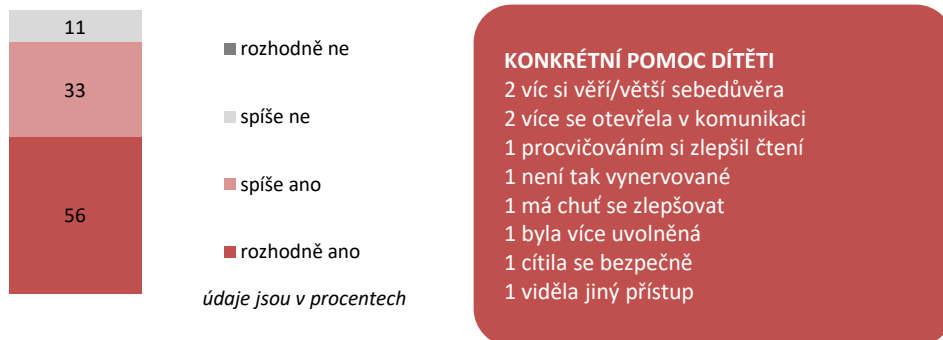 11
33
56
rozhodně ne
spíše ne
spíše ano
rozhodně ano
údaje jsou v procentech
KONKRÉTNÍ POMOC DÍTĚTI
2 víc si věří/větší sebedůvěra
2 více se otevřela v komunikaci
1 procvičováním si zlepšil čtení
1 není tak vynervované
1 má chuť se zlepšovat
1 byla více uvolněná
1 cítila se bezpečně
1 viděla jiný přístup